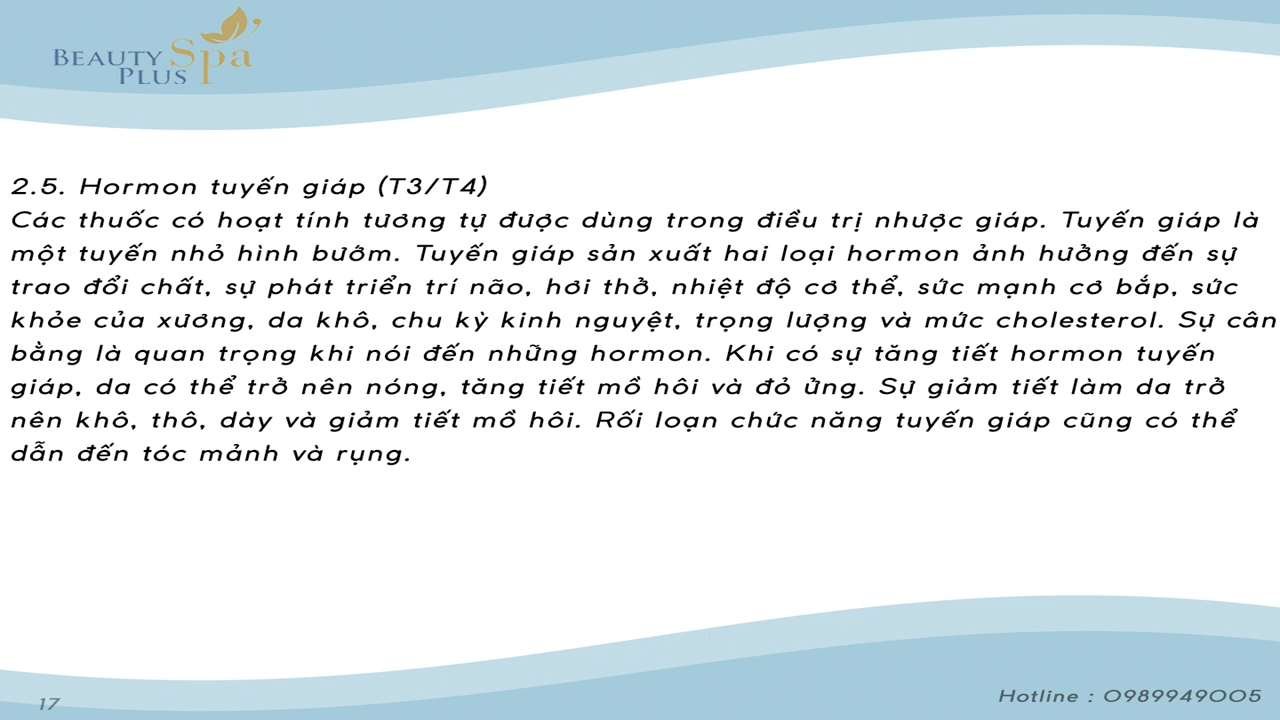 BEAUTY Spa
PLUS
2.5. Hormon tuyến giáp (T3/T4)
Các thuốc có hoạt tính tương tự được dùng trong điều trị nhược giáp. Tuyến giáp là
một tuyến nhỏ hình bướm. Tuyến giáp sản xuất hai loại hormon ảnh hưởng đến sự
trao đổi chất, sự phát triển trí não, hơi thở, nhiệt độ cơ thể, sức mạnh cơ bắp, sức
khỏe của xương, da khô, chu kỳ kinh nguyệt, trọng lượng và mức cholesterol. Sự cân
bằng là quan trọng khi nói đến những hormon. Khi có sự tăng tiết hormon tuyến
giáp, da có thể trở nên nóng, tăng tiết mồ hôi và đỏ ửng. Sự giảm tiết làm da trở
nên khô, thô, dày và giảm tiết mồ hôi. Rối loạn chức năng tuyến giáp cũng có thể
dẫn đến tóc mảnh và rụng.
17
Hotline : 0989949005